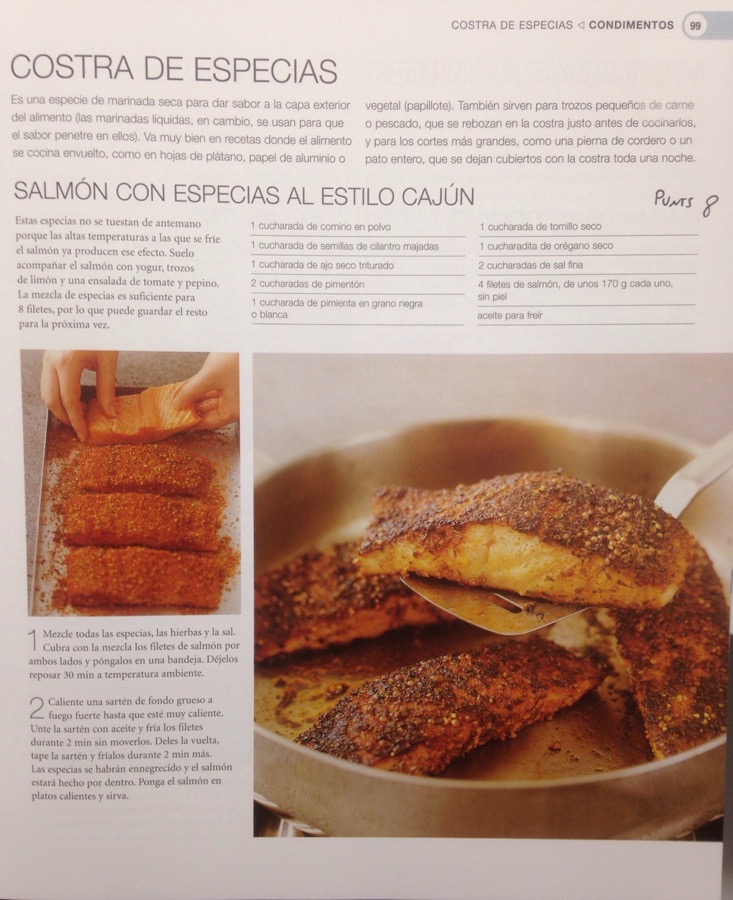 COSTRA DE ESPECIAS ◁ CONDIMENTOS 99
COSTRA DE ESPECIAS
Es una especie de marinada seca para dar sabor a la capa exterior
del alimento (las marinadas líquidas, en cambio, se usan para que
el sabor penetre en ellos). Va muy bien en recetas donde el alimento
se cocina envuelto, como en hojas de plátano, papel de aluminio o
vegetal (papillote). También sirven para trozos pequeños de carne
o pescado, que se rebozan en la costra justo antes de cocinarlos,
y para los cortes más grandes, como una pierna de cordero o un
pato entero, que se dejan cubiertos con la costra toda una noche.
SALMÓN CON ESPECIAS AL ESTILO CAJÚN
PUNTS 8
Estas especias no se tuestan de antemano
porque las altas temperaturas a las que se fríe
el salmón ya producen ese efecto. Suelo
acompañar el salmón con yogur, trozos
de limón y una ensalada de tomate y pepino.
La mezcla de especias es suficiente para
8 filetes, por lo que puede guardar el resto
para la próxima vez.
1 cucharada de comino en polvo
1 cucharada de semillas de cilantro majadas
1 cucharada de ajo seco triturado
2 cucharadas de pimentón
1 cucharada de pimienta en grano negra
o blanca
1 cucharada de tomillo seco
1 cucharadita de orégano seco
2 cucharadas de sal fina
4 filetes de salmón, de unos 170 g cada uno,
sin piel
aceite para freír
1 Mezcle todas las especias, las hierbas y la sal.
Cubra con la mezcla los filetes de salmón por
ambos lados y póngalos en una bandeja. Déjelos
reposar 30 min a temperatura ambiente.
2 Caliente una sartén de fondo grueso a
fuego fuerte hasta que esté muy caliente.
Unte la sartén con aceite y fría los filetes
durante 2 min sin moverlos. Deles la vuelta,
tape la sartén y fríalos durante 2 min más.
Las especias se habrán ennegrecido y el salmón
estará hecho por dentro. Ponga el salmón en
platos calientes y sirva.